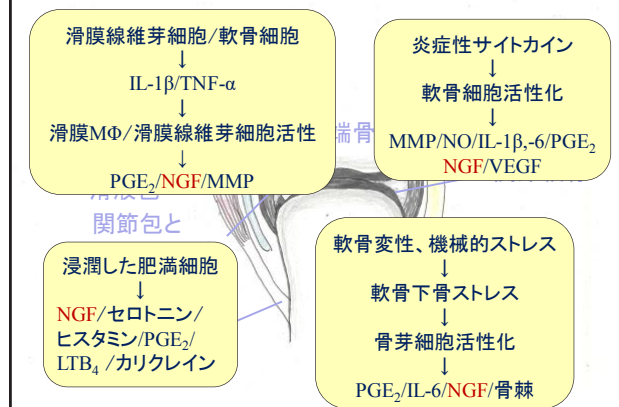 滑膜線維芽細胞/軟骨細胞
↓
IL-1β/TNF-α
↓
滑膜MΦ/滑膜線維芽細胞活性
↓
PGE₂/NGF/MMP
炎症性サイトカイン
↓
軟骨細胞活性化
↓
MMP/NO/IL-1β,-6/PGE₂
NGF/VEGF
端骨
関節包と
浸潤した肥満細胞
↓
NGF/セロトニン/
ヒスタミン/PGE₂/
LTB₄ /カリクレイン
軟骨変性、機械的ストレス
↓
軟骨下骨ストレス
↓
骨芽細胞活性化
↓
PGE₂/IL-6/NGF/骨棘